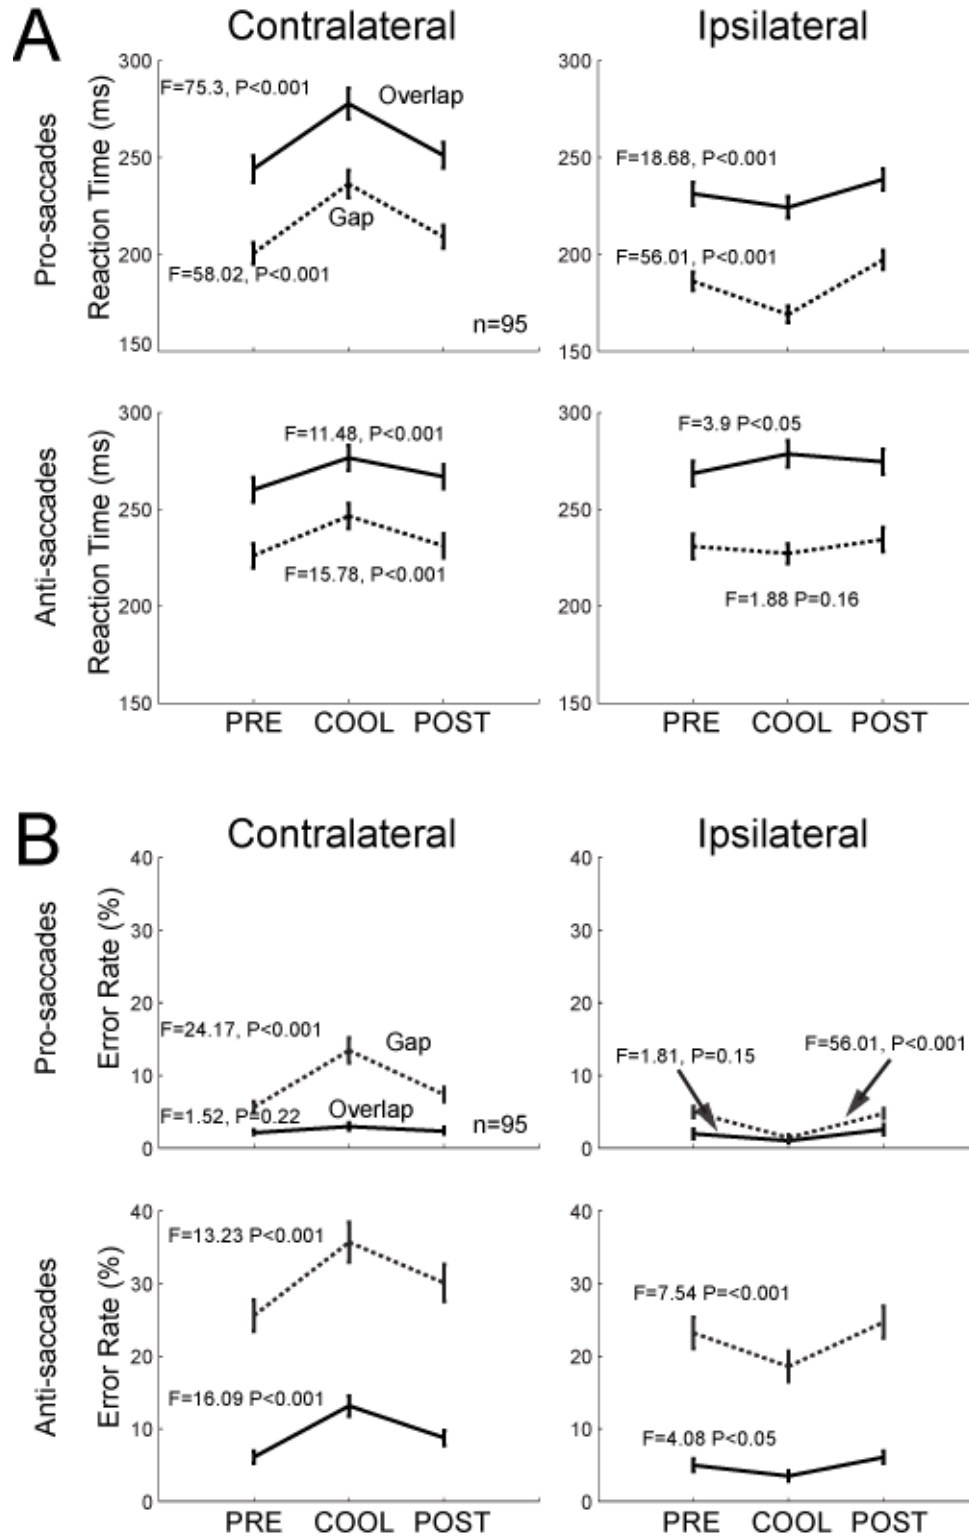 A
Contralateral
Ipsilateral
Pro-saccades
Reaction Time (ms)
300
250
200
150
F=75.3, P<0.001
Overlap
Gap
F=58.02, P<0.001
n=95
300
250
200
150
F=18.68, P<0.001
F=56.01, P<0.001
Anti-saccades
Reaction Time (ms)
300
250
200
150
F=11.48, P<0.001
F=15.78, P<0.001
PRE COOL POST
300
250
200
150
F=3.9 P<0.05
F=1.88 P=0.16
PRE COOL POST
B
Contralateral
Ipsilateral
Pro-saccades
Error Rate (%)
40
30
20
10
0
F=24.17, P<0.001
Gap
F=1.52, P=0.22
Overlap
n=95
40
30
20
10
0
F=1.81, P=0.15
F=56.01, P<0.001
Anti-saccades
Error Rate (%)
40
30
20
10
0
F=13.23 P<0.001
F=16.09 P<0.001
PRE COOL POST
40
30
20
10
0
F=7.54 P=<0.001
F=4.08 P<0.05
PRE COOL POST